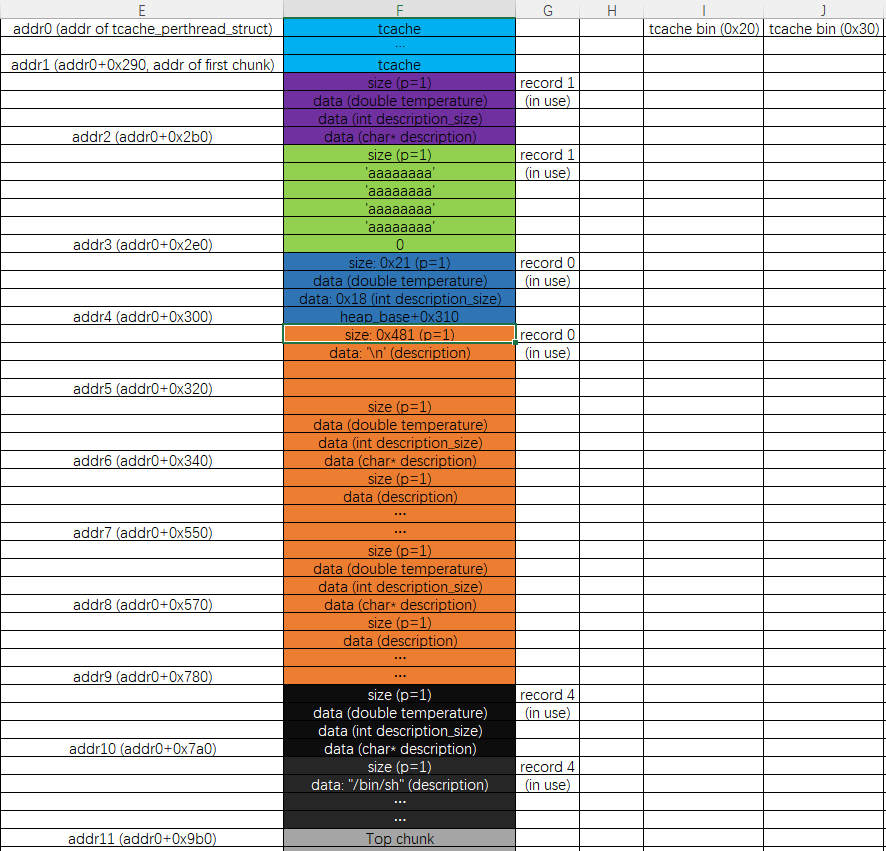 E F G H I J
addr0 (addr of tcache_perthread_struct) tcache tcache bin (0x20) tcache bin (0x30)
...
addr1 (addr0+0x290, addr of first chunk) tcache
size (p=1) record 1
data (double temperature) (in use)
data (int description_size)
addr2 (addr0+0x2b0) data (char* description)
size (p=1) record 1
'aaaaaaaa' (in use)
'aaaaaaaa'
'aaaaaaaa'
'aaaaaaaa'
addr3 (addr0+0x2e0) 0
size: 0x21 (p=1) record 0
data (double temperature) (in use)
data: 0x18 (int description_size)
addr4 (addr0+0x300) heap_base+0x310
size: 0x481 (p=1) record 0
data: '\n' (description) (in use)
addr5 (addr0+0x320)
size (p=1)
data (double temperature)
data (int description_size)
addr6 (addr0+0x340) data (char* description)
size (p=1)
data (description)
...
addr7 (addr0+0x550) ...
size (p=1)
data (double temperature)
data (int description_size)
addr8 (addr0+0x570) data (char* description)
size (p=1)
data (description)
...
addr9 (addr0+0x780) ...
size (p=1) record 4
data (double temperature) (in use)
data (int description_size)
addr10 (addr0+0x7a0) data (char* description)
size (p=1) record 4
data: "/bin/sh" (description) (in use)
...
...
addr11 (addr0+0x9b0) Top chunk